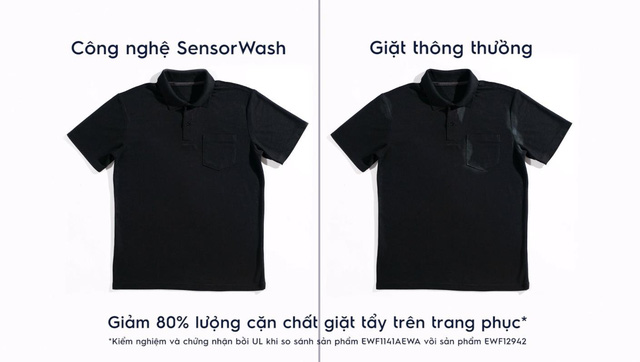 Công nghệ SensorWash
Giặt thông thường
Giảm 80% lượng cặn chất giặt tẩy trên trang phục*
*Kiểm nghiệm và chứng nhận bởi UL khi so sánh sản phẩm EWF1141AEWA với sản phẩm EWF12942